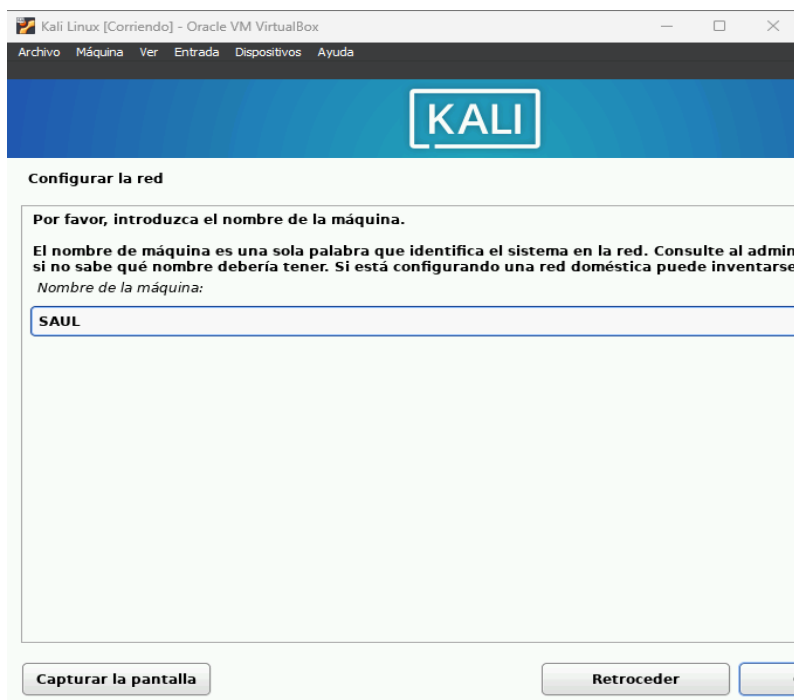 Kali Linux [Corriendo] - Oracle VM VirtualBox
Archivo Máquina Ver Entrada Dispositivos Ayuda
KALI
Configurar la red
Por favor, introduzca el nombre de la máquina.
El nombre de máquina es una sola palabra que identifica el sistema en la red. Consulte al admin
si no sabe qué nombre debería tener. Si está configurando una red doméstica puede inventarse
Nombre de la máquina:
SAUL
Capturar la pantalla Retroceder